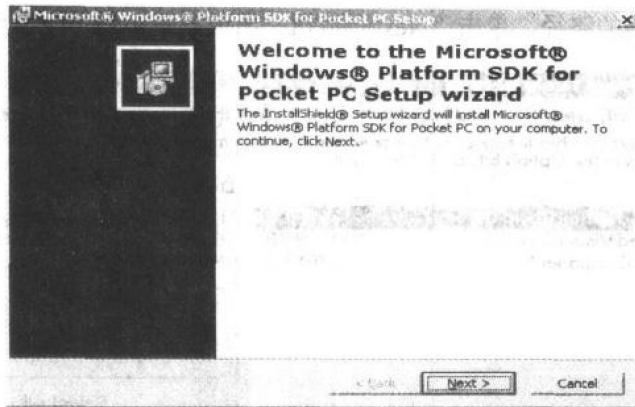 Microsoft® Windows® Platform SDK for Pocket PC Setup
Welcome to the Microsoft®
Windows® Platform SDK for
Pocket PC Setup wizard
The InstallShield® Setup wizard will install Microsoft®
Windows® Platform SDK for Pocket PC on your computer. To
continue, click Next.
< Back Next > Cancel